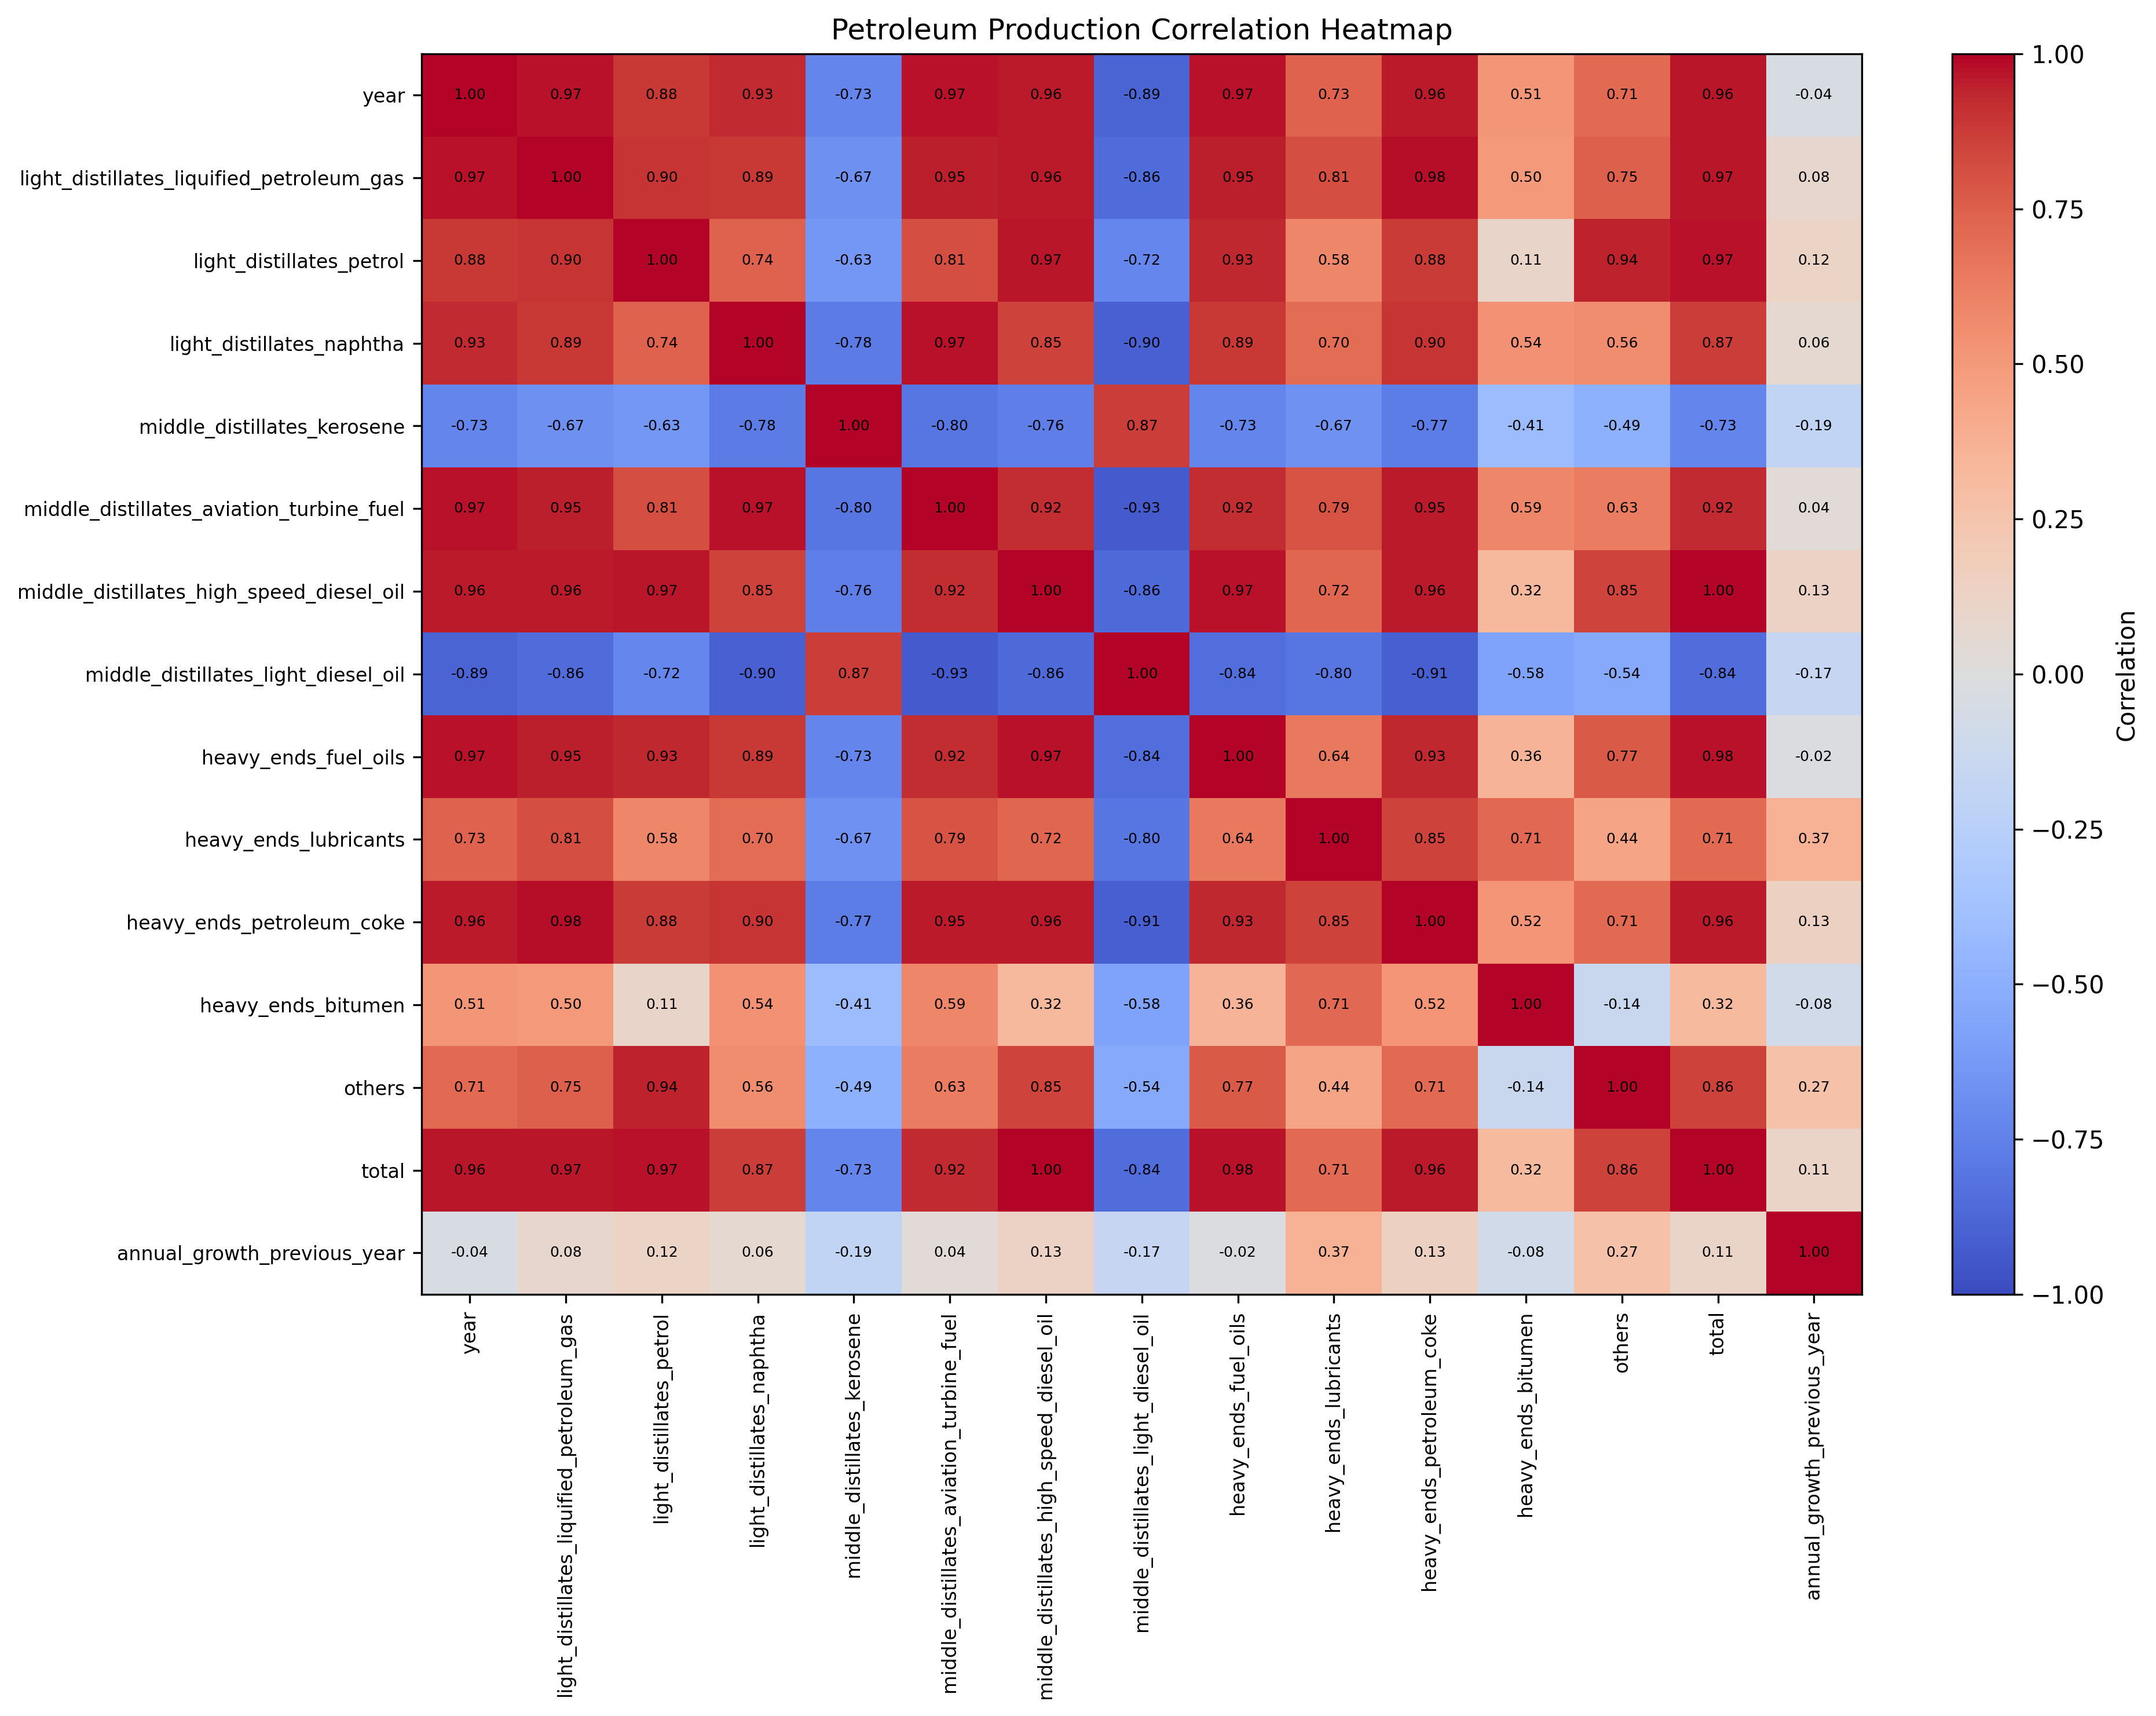 Petroleum Production Correlation Heatmap
year 1.00 0.97 0.88 0.93 -0.73 0.97 0.96 -0.89 0.97 0.73 0.96 0.51 0.71 0.96 -0.04
light_distillates_liquified_petroleum_gas 0.97 1.00 0.90 0.89 -0.67 0.95 0.96 -0.86 0.95 0.81 0.98 0.50 0.75 0.97 0.08
light_distillates_petrol 0.88 0.90 1.00 0.74 -0.63 0.81 0.97 -0.72 0.93 0.58 0.88 0.11 0.94 0.97 0.12
light_distillates_naphtha 0.93 0.89 0.74 1.00 -0.78 0.97 0.85 -0.90 0.89 0.70 0.90 0.54 0.56 0.87 0.06
middle_distillates_kerosene -0.73 -0.67 -0.63 -0.78 1.00 -0.80 -0.76 0.87 -0.73 -0.67 -0.77 -0.41 -0.49 -0.73 -0.19
middle_distillates_aviation_turbine_fuel 0.97 0.95 0.81 0.97 -0.80 1.00 0.92 -0.93 0.92 0.79 0.95 0.59 0.63 0.92 0.04
middle_distillates_high_speed_diesel_oil 0.96 0.96 0.97 0.85 -0.76 0.92 1.00 -0.86 0.97 0.72 0.96 0.32 0.85 1.00 0.13
middle_distillates_light_diesel_oil -0.89 -0.86 -0.72 -0.90 0.87 -0.93 -0.86 1.00 -0.84 -0.80 -0.91 -0.58 -0.54 -0.84 -0.17
heavy_ends_fuel_oils 0.97 0.95 0.93 0.89 -0.73 0.92 0.97 -0.84 1.00 0.64 0.93 0.36 0.77 0.98 -0.02
heavy_ends_lubricants 0.73 0.81 0.58 0.70 -0.67 0.79 0.72 -0.80 0.64 1.00 0.85 0.71 0.44 0.71 0.37
heavy_ends_petroleum_coke 0.96 0.98 0.88 0.90 -0.77 0.95 0.96 -0.91 0.93 0.85 1.00 0.52 0.71 0.96 0.13
heavy_ends_bitumen 0.51 0.50 0.11 0.54 -0.41 0.59 0.32 -0.58 0.36 0.71 0.52 1.00 -0.14 0.32 -0.08
others 0.71 0.75 0.94 0.56 -0.49 0.63 0.85 -0.54 0.77 0.44 0.71 -0.14 1.00 0.86 0.27
total 0.96 0.97 0.97 0.87 -0.73 0.92 1.00 -0.84 0.98 0.71 0.96 0.32 0.86 1.00 0.11
annual_growth_previous_year -0.04 0.08 0.12 0.06 -0.19 0.04 0.13 -0.17 -0.02 0.37 0.13 -0.08 0.27 0.11 1.00
year
light_distillates_liquified_petroleum_gas
light_distillates_petrol
light_distillates_naphtha
middle_distillates_kerosene
middle_distillates_aviation_turbine_fuel
middle_distillates_high_speed_diesel_oil
middle_distillates_light_diesel_oil
heavy_ends_fuel_oils
heavy_ends_lubricants
heavy_ends_petroleum_coke
heavy_ends_bitumen
others
total
annual_growth_previous_year
1.00
0.75
0.50
0.25
0.00
−0.25
−0.50
−0.75
−1.00
Correlation